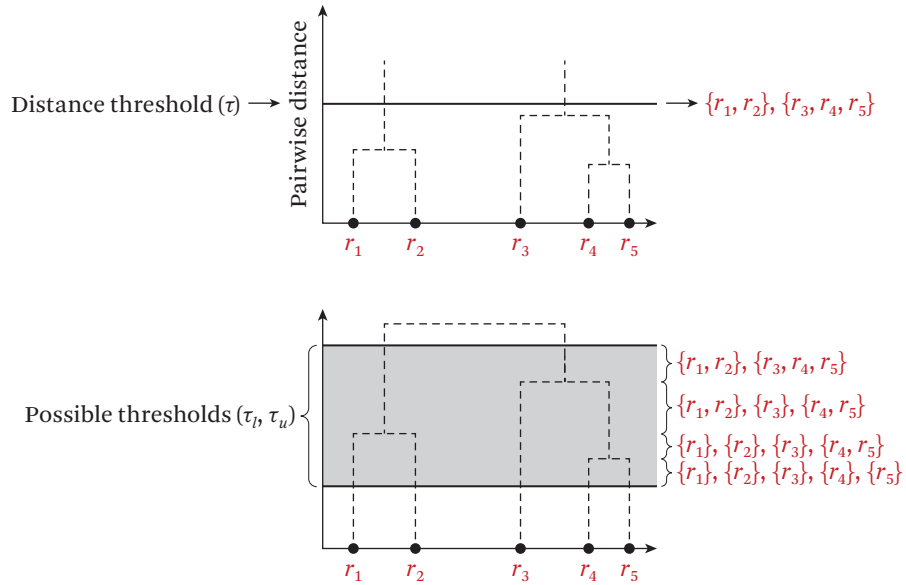 Pairwise distance
Distance threshold (τ)
{r₁, r₂}, {r₃, r₄, r₅}
r₁ r₂ r₃ r₄ r₅
{r₁, r₂}, {r₃, r₄, r₅}
{r₁, r₂}, {r₃}, {r₄, r₅}
Possible thresholds (τₗ, τᵤ)
{r₁}, {r₂}, {r₃}, {r₄, r₅}
{r₁}, {r₂}, {r₃}, {r₄}, {r₅}
r₁ r₂ r₃ r₄ r₅